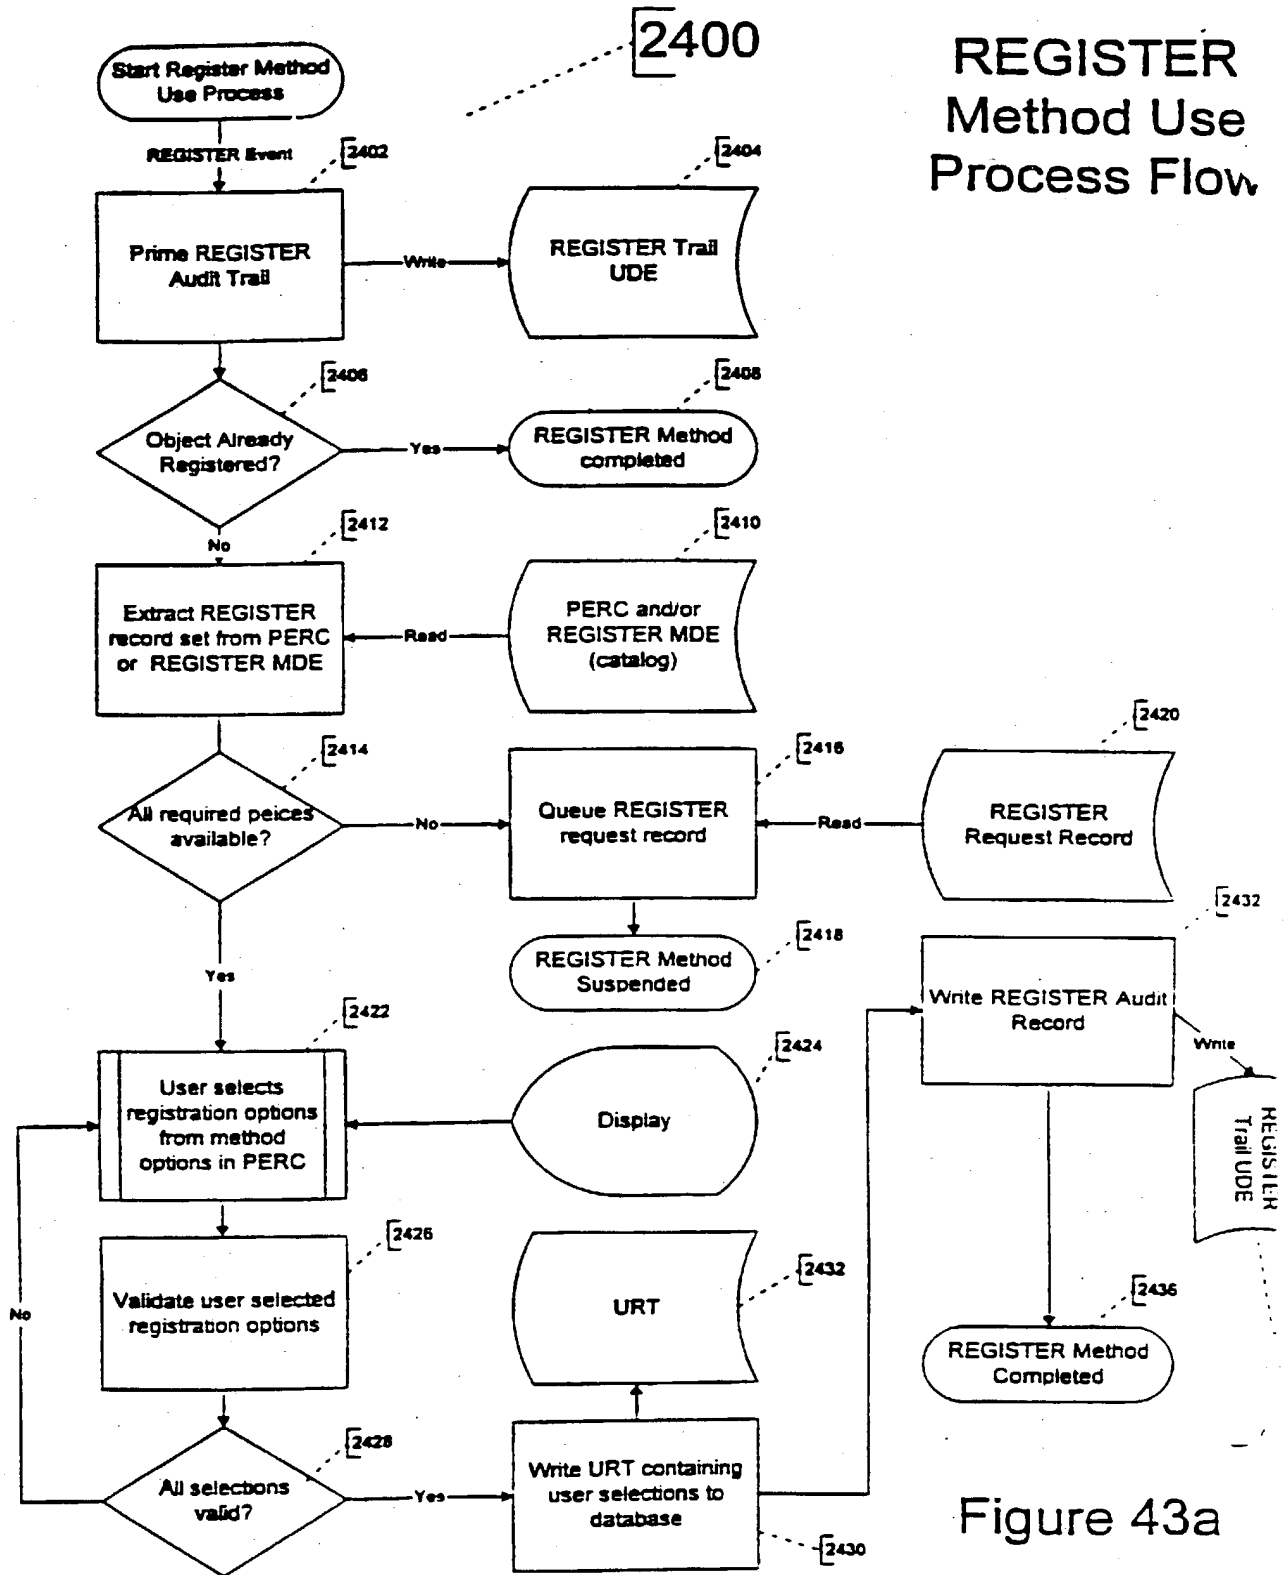 2400
REGISTER
Method Use
Process Flow
Start Register Method
Use Process
REGISTER Event
2402
2404
Prime REGISTER
Audit Trail
Write
REGISTER Trail
UDE
2406
2408
Object Already
Registered?
Yes
REGISTER Method
completed
No
2412
2410
Extract REGISTER
record set from PERC
or REGISTER MDE
Read
PERC and/or
REGISTER MDE
(catalog)
2414
2416
2420
All required peices
available?
No
Queue REGISTER
request record
Read
REGISTER
Request Record
2418
2432
REGISTER Method
Suspended
Write REGISTER Audit
Record
Yes
Write
2422
2424
User selects
registration options
from method
options in PERC
Display
REGISTER
Trail UDE
2426
2432
Validate user selected
registration options
URT
2436
REGISTER Method
Completed
No
2428
All selections
valid?
Yes
Write URT containing
user selections to
database
2430
Figure 43a